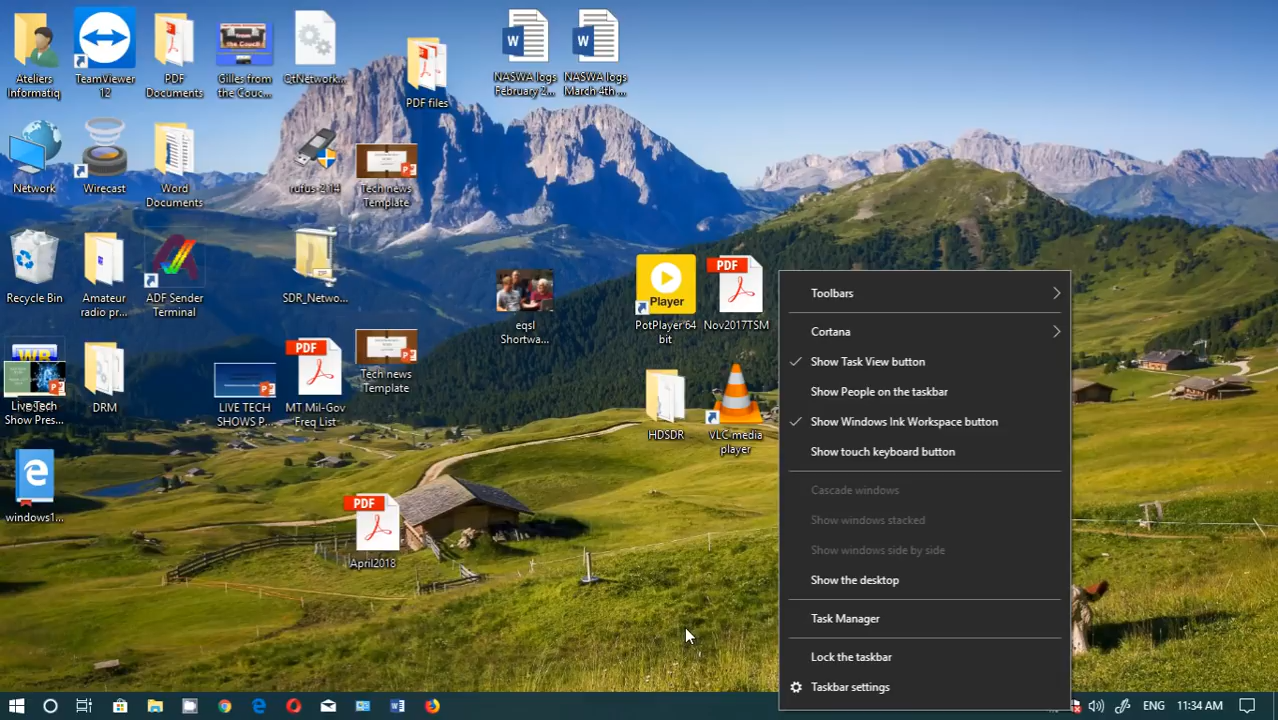 Ateliers
Informatiq
TeamViewer
12
PDF
Documents
Gilles from
the Couc...
CtNetwork...
PDF files
W
NASWA logs
February 2...
W
NASWA logs
March 4th ...
Network
Wirecast
Word
Documents
rufus-2.14
Tech news
Template
Recycle Bin
Amateur
radio pr...
ADF Sender
Terminal
SDR_Netwo...
eqsl
Shortwa...
Player
PotPlayer 64
bit
PDF
Nov2017TSM
Live Tech
Show Pres...
DRM
LIVE TECH
SHOWS P...
PDF
MT Mil-Gov
Freq List
Tech news
Template
HDSDR
VLC media
player
windows1...
PDF
April2018
Toolbars
Cortana
Show Task View button
Show People on the taskbar
Show Windows Ink Workspace button
Show touch keyboard button
Cascade windows
Show windows stacked
Show windows side by side
Show the desktop
Task Manager
Lock the taskbar
Taskbar settings
ENG 11:34 AM